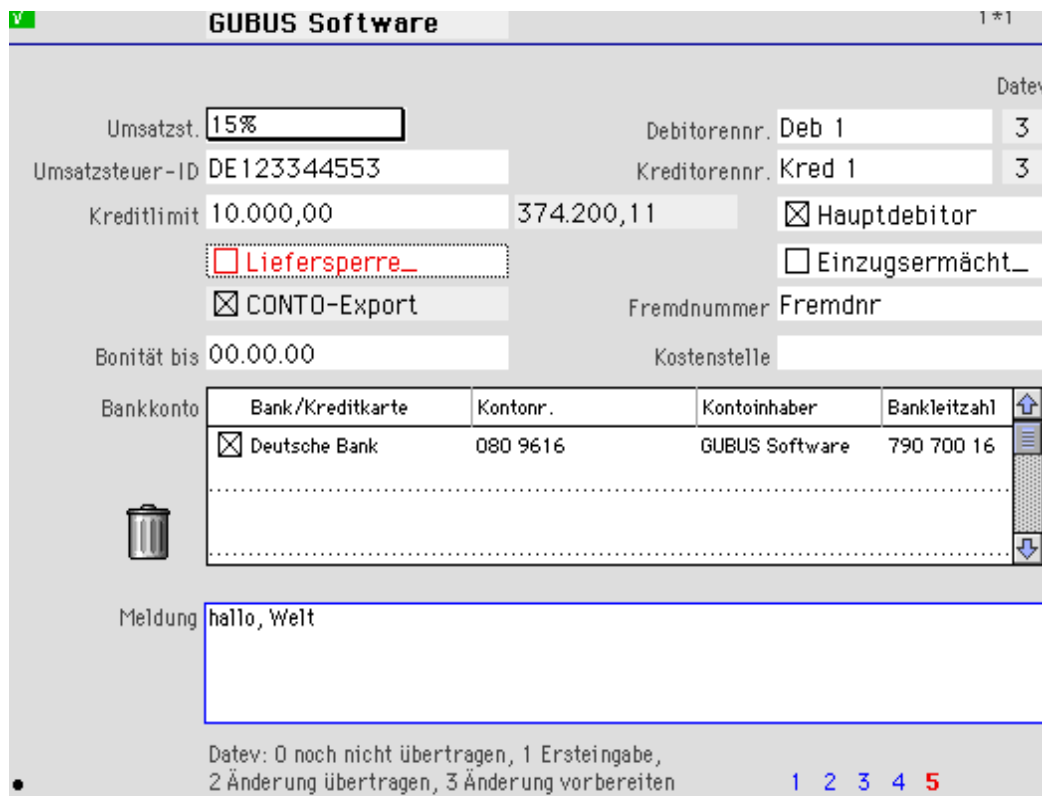 V GUBUS Software 1*1
Datev
Umsatzst. 15% Debitorennr. Deb 1 3
Umsatzsteuer-ID DE123344553 Kreditorennr. Kred 1 3
Kreditlimit 10.000,00 374.200,11 Hauptdebitor
Liefersperre_ Einzugsermächt_
CONTO-Export Fremdnummer Fremdnr
Bonität bis 00.00.00 Kostenstelle
Bankkonto Bank/Kreditkarte Kontonr. Kontoinhaber Bankleitzahl
Deutsche Bank 080 9616 GUBUS Software 790 700 16
Meldung hallo, Welt
Datev: 0 noch nicht übertragen, 1 Ersteingabe,
2 Änderung übertragen, 3 Änderung vorbereiten 1 2 3 4 5